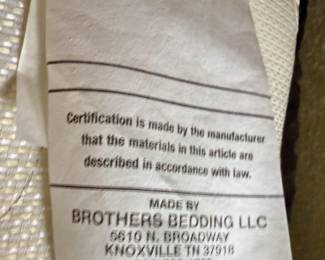 Certification is made by the manufacturer
that the materials in this article are
described in accordance with law.
MADE BY
BROTHERS BEDDING LLC
5610 N. BROADWAY
KNOXVILLE TN 37918